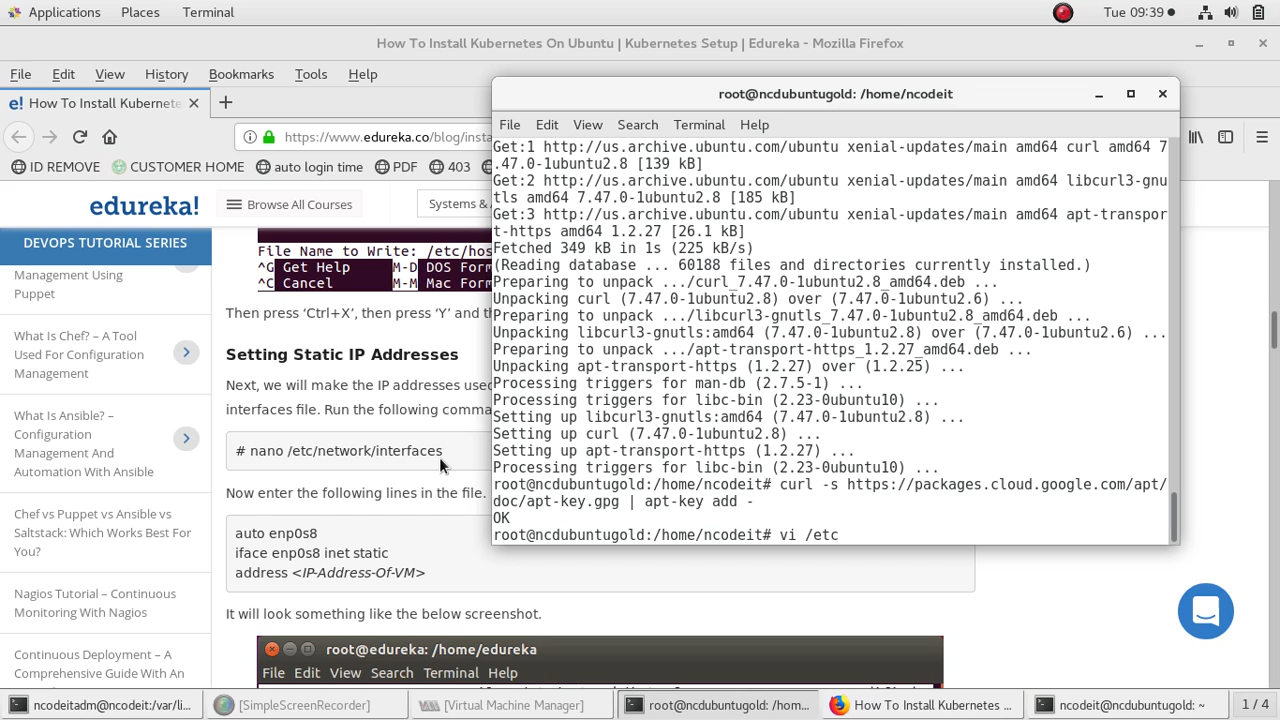 Applications Places Terminal Tue 09:39
How To Install Kubernetes On Ubuntu | Kubernetes Setup | Edureka - Mozilla Firefox
File Edit View History Bookmarks Tools Help
e! How To Install Kubernete
https://www.edureka.co/blog/insta
ID REMOVE CUSTOMER HOME auto login time PDF 403
edureka! Browse All Courses Systems &
DEVOPS TUTORIAL SERIES
Management Using
Puppet
What Is Chef? – A Tool
Used For Configuration
Management
What Is Ansible? –
Configuration
Management And
Automation With Ansible
Chef vs Puppet vs Ansible vs
Saltstack: Which Works Best For
You?
Nagios Tutorial – Continuous
Monitoring With Nagios
Continuous Deployment – A
Comprehensive Guide With An
File Name to Write: /etc/hos
^G Get Help M-D DOS Form
^C Cancel M-M Mac Form
Then press ‘Ctrl+X’, then press ‘Y’ and th
Setting Static IP Addresses
Next, we will make the IP addresses used
interfaces file. Run the following comma
# nano /etc/network/interfaces
Now enter the following lines in the file.
auto enp0s8
iface enp0s8 inet static
address <IP-Address-Of-VM>
It will look something like the below screenshot.
root@edureka: /home/edureka
File Edit View Search Terminal Help
root@ncdubuntugold: /home/ncodeit
File Edit View Search Terminal Help
Get:1 http://us.archive.ubuntu.com/ubuntu xenial-updates/main amd64 curl amd64 7
.47.0-1ubuntu2.8 [139 kB]
Get:2 http://us.archive.ubuntu.com/ubuntu xenial-updates/main amd64 libcurl3-gnu
tls amd64 7.47.0-1ubuntu2.8 [185 kB]
Get:3 http://us.archive.ubuntu.com/ubuntu xenial-updates/main amd64 apt-transpor
t-https amd64 1.2.27 [26.1 kB]
Fetched 349 kB in 1s (225 kB/s)
(Reading database ... 60188 files and directories currently installed.)
Preparing to unpack .../curl_7.47.0-1ubuntu2.8_amd64.deb ...
Unpacking curl (7.47.0-1ubuntu2.8) over (7.47.0-1ubuntu2.6) ...
Preparing to unpack .../libcurl3-gnutls_7.47.0-1ubuntu2.8_amd64.deb ...
Unpacking libcurl3-gnutls:amd64 (7.47.0-1ubuntu2.8) over (7.47.0-1ubuntu2.6) ...
Preparing to unpack .../apt-transport-https_1.2.27_amd64.deb ...
Unpacking apt-transport-https (1.2.27) over (1.2.25) ...
Processing triggers for man-db (2.7.5-1) ...
Processing triggers for libc-bin (2.23-0ubuntu10) ...
Setting up libcurl3-gnutls:amd64 (7.47.0-1ubuntu2.8) ...
Setting up curl (7.47.0-1ubuntu2.8) ...
Setting up apt-transport-https (1.2.27) ...
Processing triggers for libc-bin (2.23-0ubuntu10) ...
root@ncdubuntugold:/home/ncodeit# curl -s https://packages.cloud.google.com/apt/
doc/apt-key.gpg | apt-key add -
OK
root@ncdubuntugold:/home/ncodeit# vi /etc
ncodeitadm@ncodeit:/var/li... [SimpleScreenRecorder] [Virtual Machine Manager] root@ncdubuntugold: /hom... How To Install Kubernetes ... ncodeit@ncodeit: ~ 1 / 4